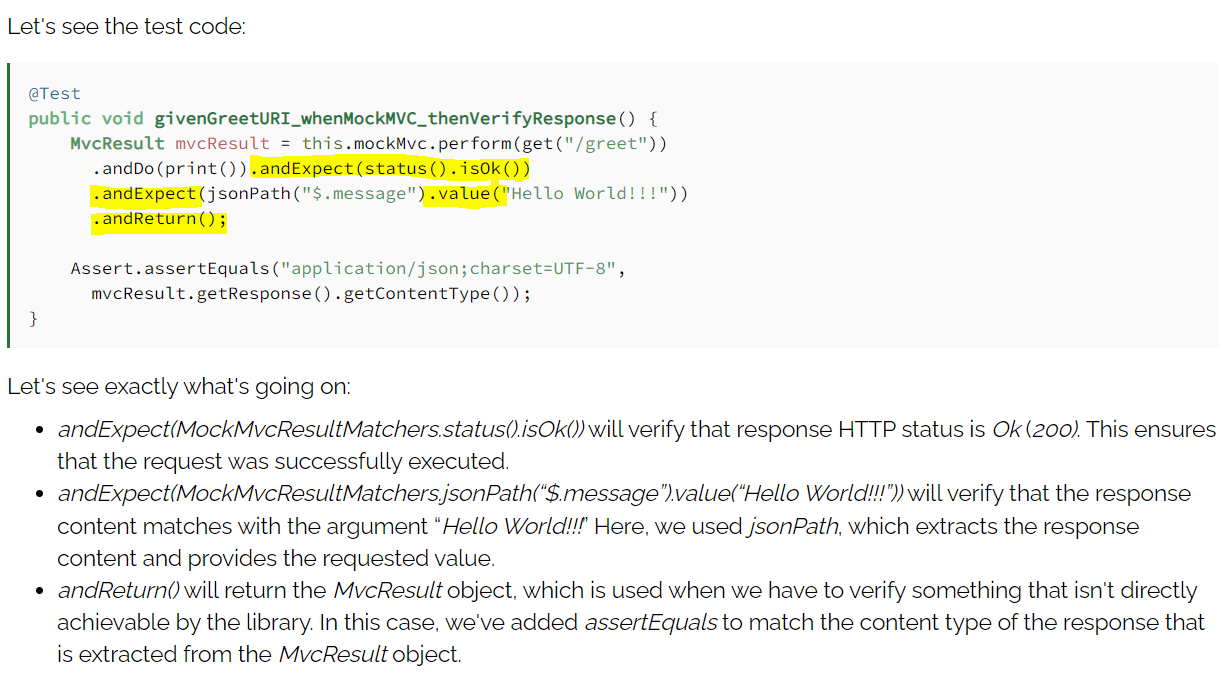 Let's see the test code:
@Test
public void givenGreetURI_whenMockMVC_thenVerifyResponse() {
    MvcResult mvcResult = this.mockMvc.perform(get("/greet"))
      .andDo(print()).andExpect(status().isOk())
      .andExpect(jsonPath("$.message").value("Hello World!!!"))
      .andReturn();
    Assert.assertEquals("application/json;charset=UTF-8",
      mvcResult.getResponse().getContentType());
}
Let's see exactly what's going on:
• andExpect(MockMvcResultMatchers.status().isOk()) will verify that response HTTP status is Ok (200). This ensures
that the request was successfully executed.
• andExpect(MockMvcResultMatchers.jsonPath(“$.message”).value(“Hello World!!!”)) will verify that the response
content matches with the argument “Hello World!!!” Here, we used jsonPath, which extracts the response
content and provides the requested value.
• andReturn() will return the MvcResult object, which is used when we have to verify something that isn't directly
achievable by the library. In this case, we've added assertEquals to match the content type of the response that
is extracted from the MvcResult object.